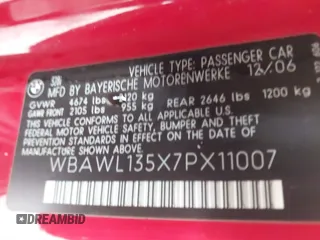 VEHICLE TYPE: PASSENGER CAR
MFD BY BAYERISCHE MOTORENWERKE 12/06
GVWR 4674 lbs 2120 kg
GAWR FRONT 2105 lbs 955 kg REAR 2646 lbs 1200 kg
THIS VEHICLE CONFORMS TO ALL APPLICABLE
FEDERAL MOTOR VEHICLE SAFETY, BUMPER, AND
THEFT PREVENTION STANDARDS IN EFFECT ON
THE DATE OF MANUFACTURE SHOWN ABOVE.
WBAWL135X7PX11007
DREAMBID